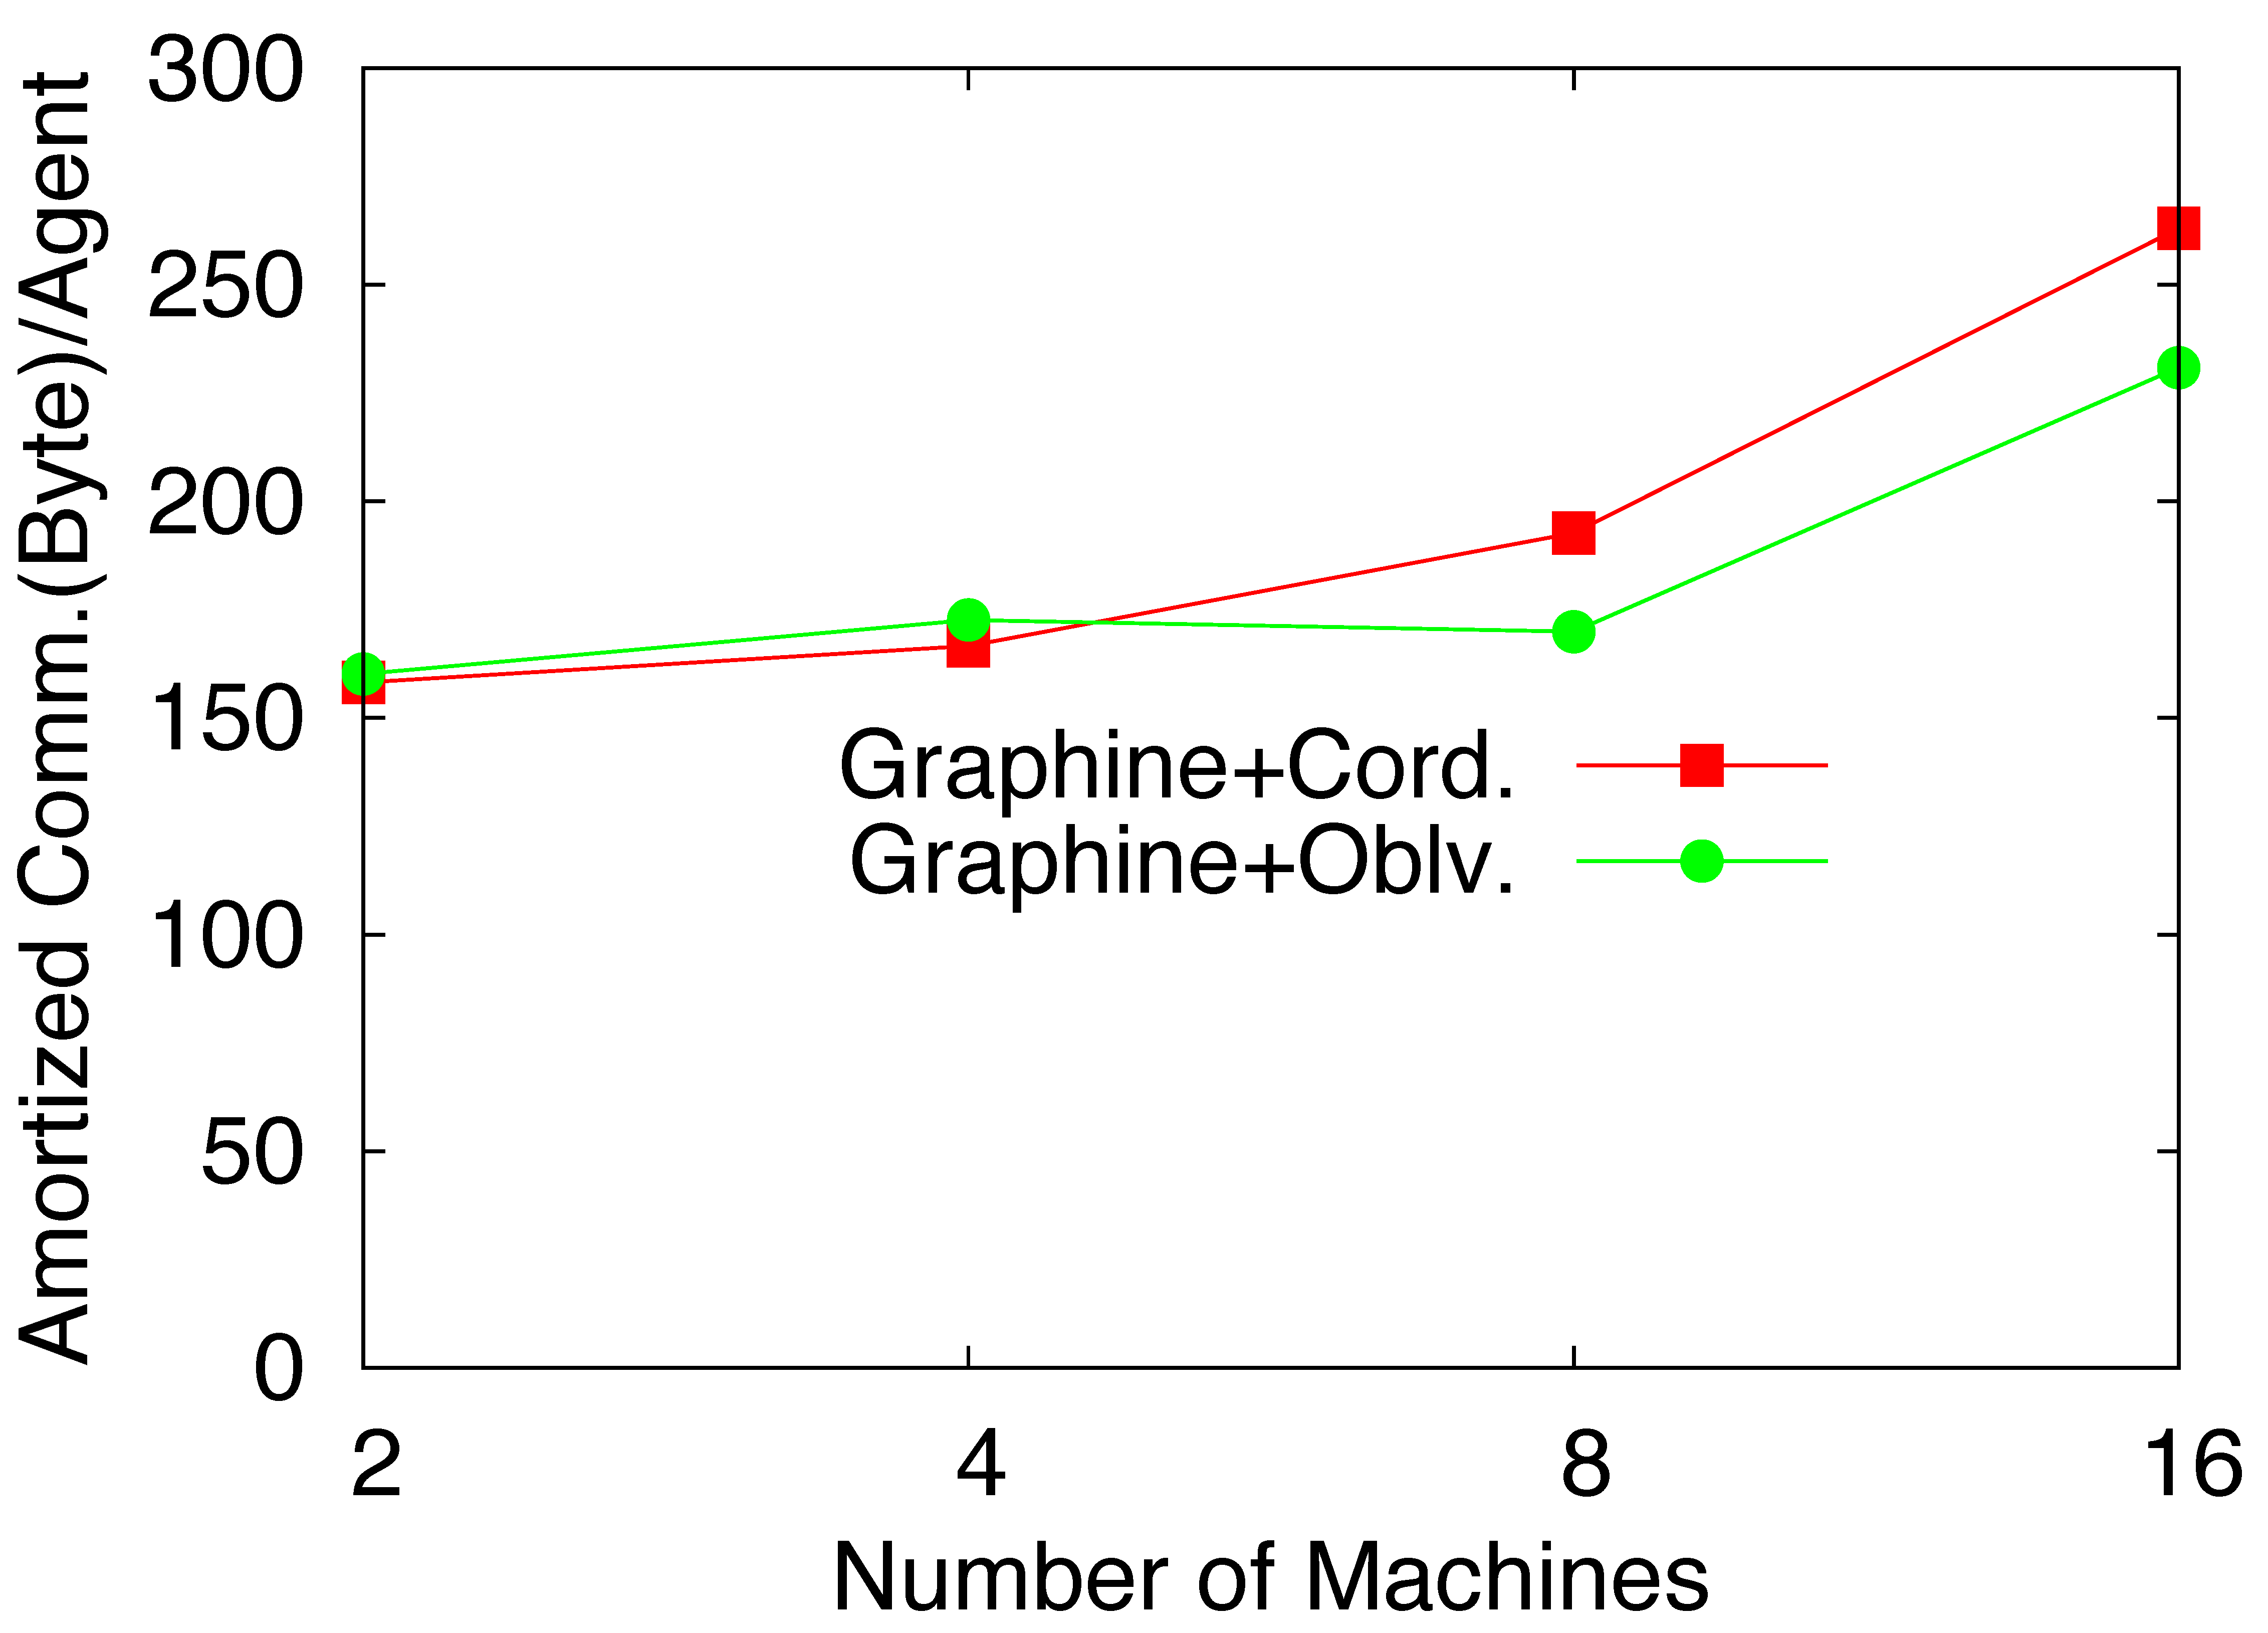 Amortized Comm.(Byte)/Agent
300
250
200
150
100
50
0
Graphine+Cord.
Graphine+Oblv.
2 4 8 16
Number of Machines